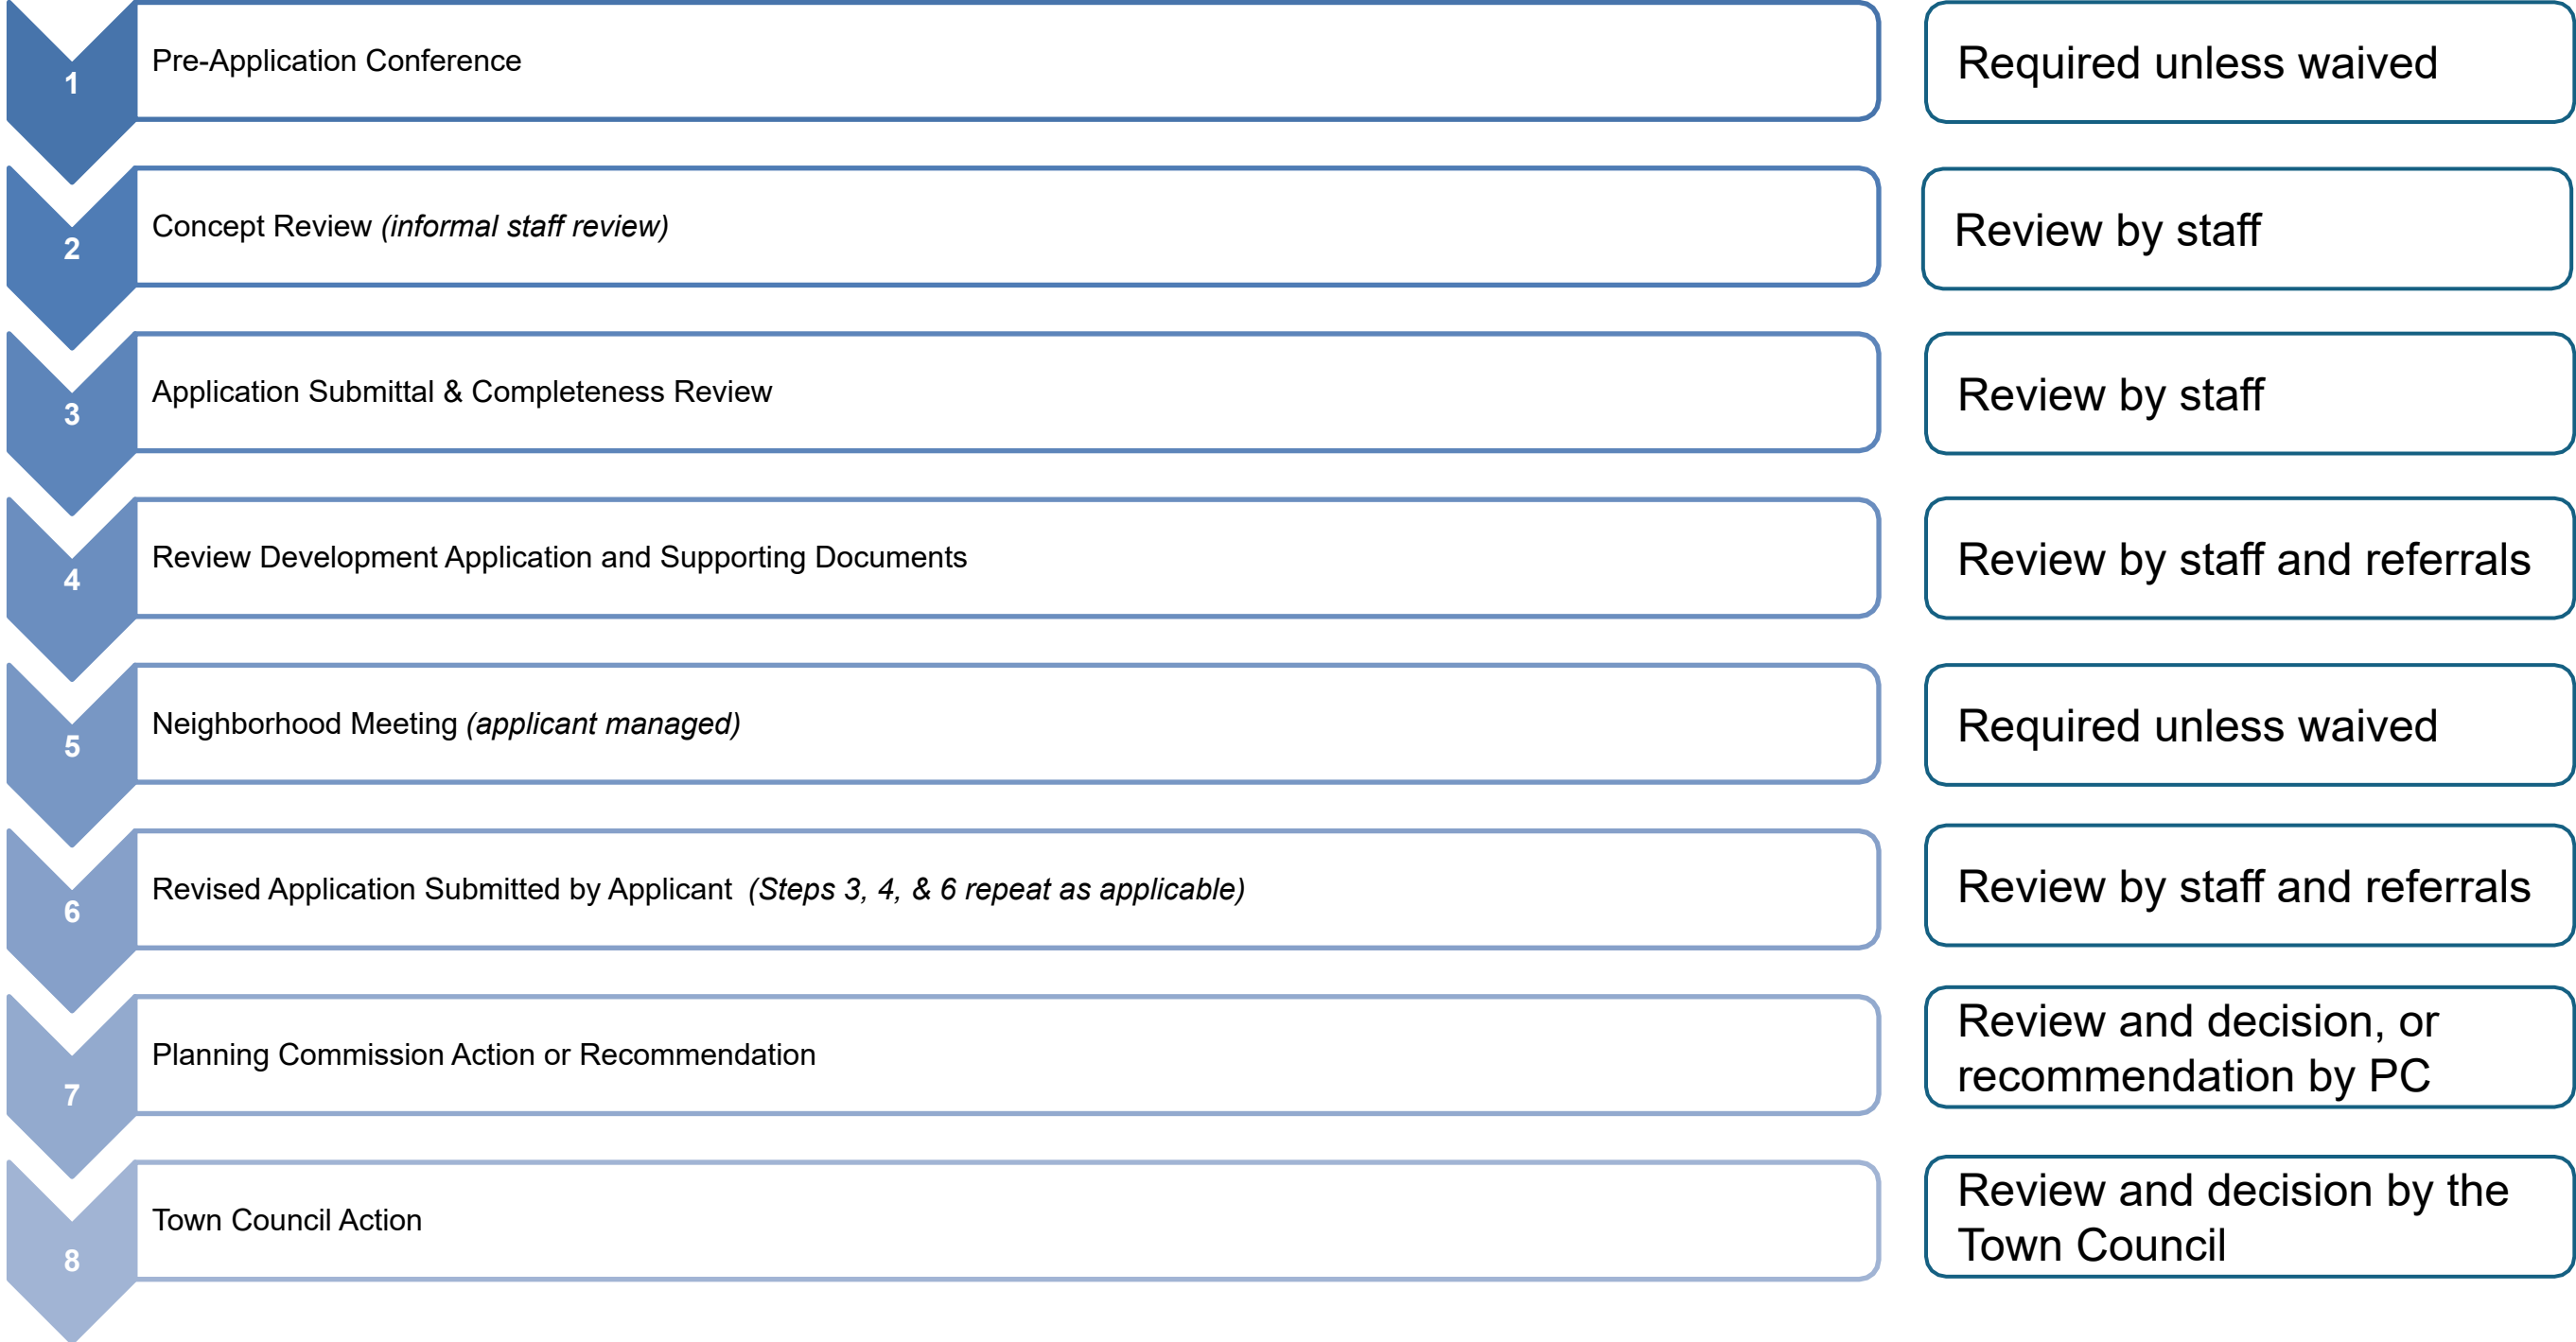 1
Pre-Application Conference
Required unless waived
2
Concept Review (informal staff review)
Review by staff
3
Application Submittal & Completeness Review
Review by staff
4
Review Development Application and Supporting Documents
Review by staff and referrals
5
Neighborhood Meeting (applicant managed)
Required unless waived
6
Revised Application Submitted by Applicant (Steps 3, 4, & 6 repeat as applicable)
Review by staff and referrals
7
Planning Commission Action or Recommendation
Review and decision, or
recommendation by PC
8
Town Council Action
Review and decision by the
Town Council